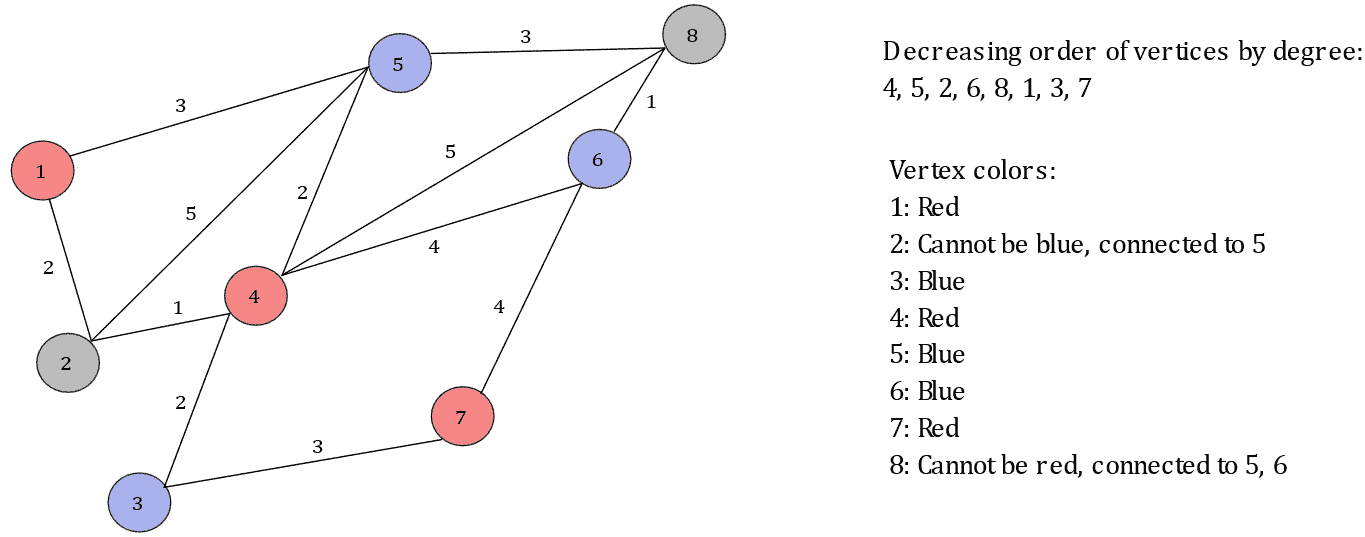 8
3
5
Decreasing order of vertices by degree:
4, 5, 2, 6, 8, 1, 3, 7
3
1
5
6
1
Vertex colors:
2
1: Red
5
2: Cannot be blue, connected to 5
4
2
3: Blue
4
1
4
4: Red
2
5: Blue
2
6: Blue
7
7: Red
3
8: Cannot be red, connected to 5, 6
3